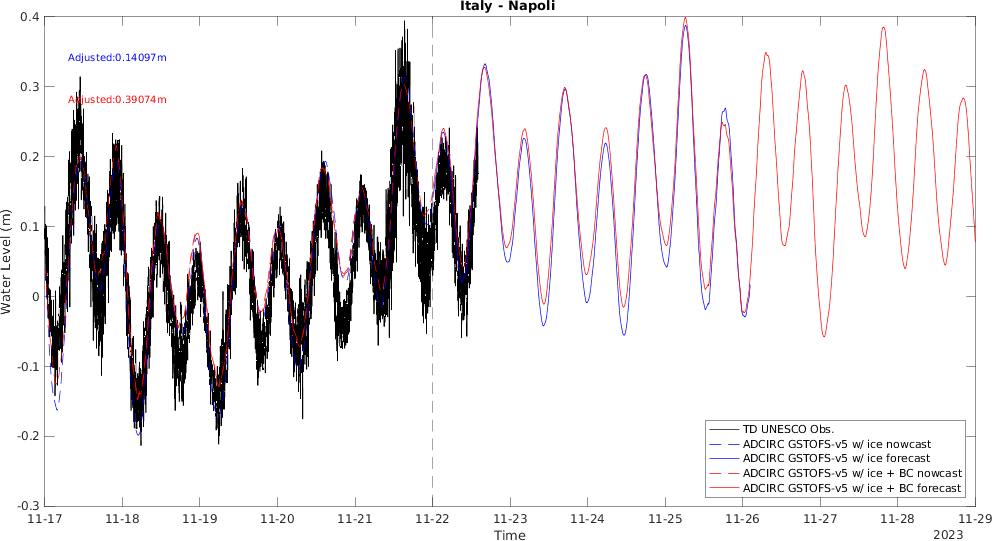 Italy - Napoli
Adjusted:0.14097m
Adjusted:0.39074m
Water Level (m)
0.4
0.3
0.2
0.1
0
-0.1
-0.2
-0.3
TD UNESCO Obs.
ADCIRC GSTOFS-v5 w/ ice nowcast
ADCIRC GSTOFS-v5 w/ ice forecast
ADCIRC GSTOFS-v5 w/ ice + BC nowcast
ADCIRC GSTOFS-v5 w/ ice + BC forecast
11-17 11-18 11-19 11-20 11-21 11-22 11-23 11-24 11-25 11-26 11-27 11-28 11-29
Time
2023